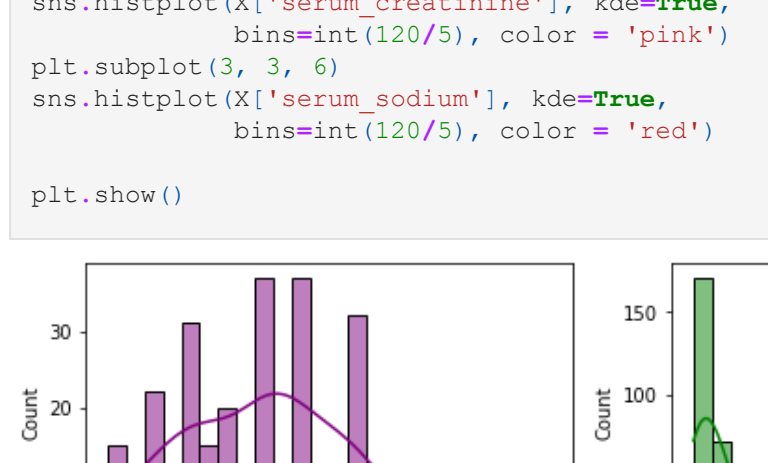 sns.histplot(X['serum_creatinine'], kde=True,
bins=int(120/5), color = 'pink')
plt.subplot(3, 3, 6)
sns.histplot(X['serum_sodium'], kde=True,
bins=int(120/5), color = 'red')
plt.show()
30
20
Count
150
100
Count